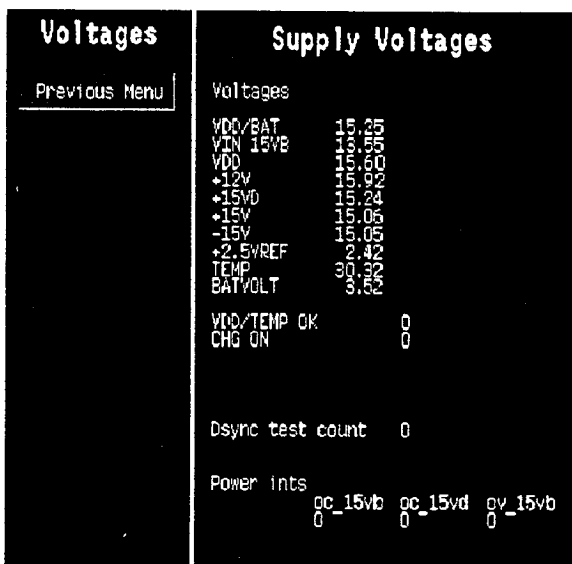 Voltages
Previous Menu
Supply Voltages
Voltages
VDD/BAT 15.25
VIN 15VB 13.55
VDD 15.60
+12V 15.92
+15VD 15.24
+15V 15.06
-15V 15.05
+2.5VREF 2.42
TEMP 30.32
BATVOLT 3.52
VDD/TEMP OK 0
CHG ON 0
Dsync test count 0
Power ints
oc_15vb oc_15vd ov_15vb
0 0 0